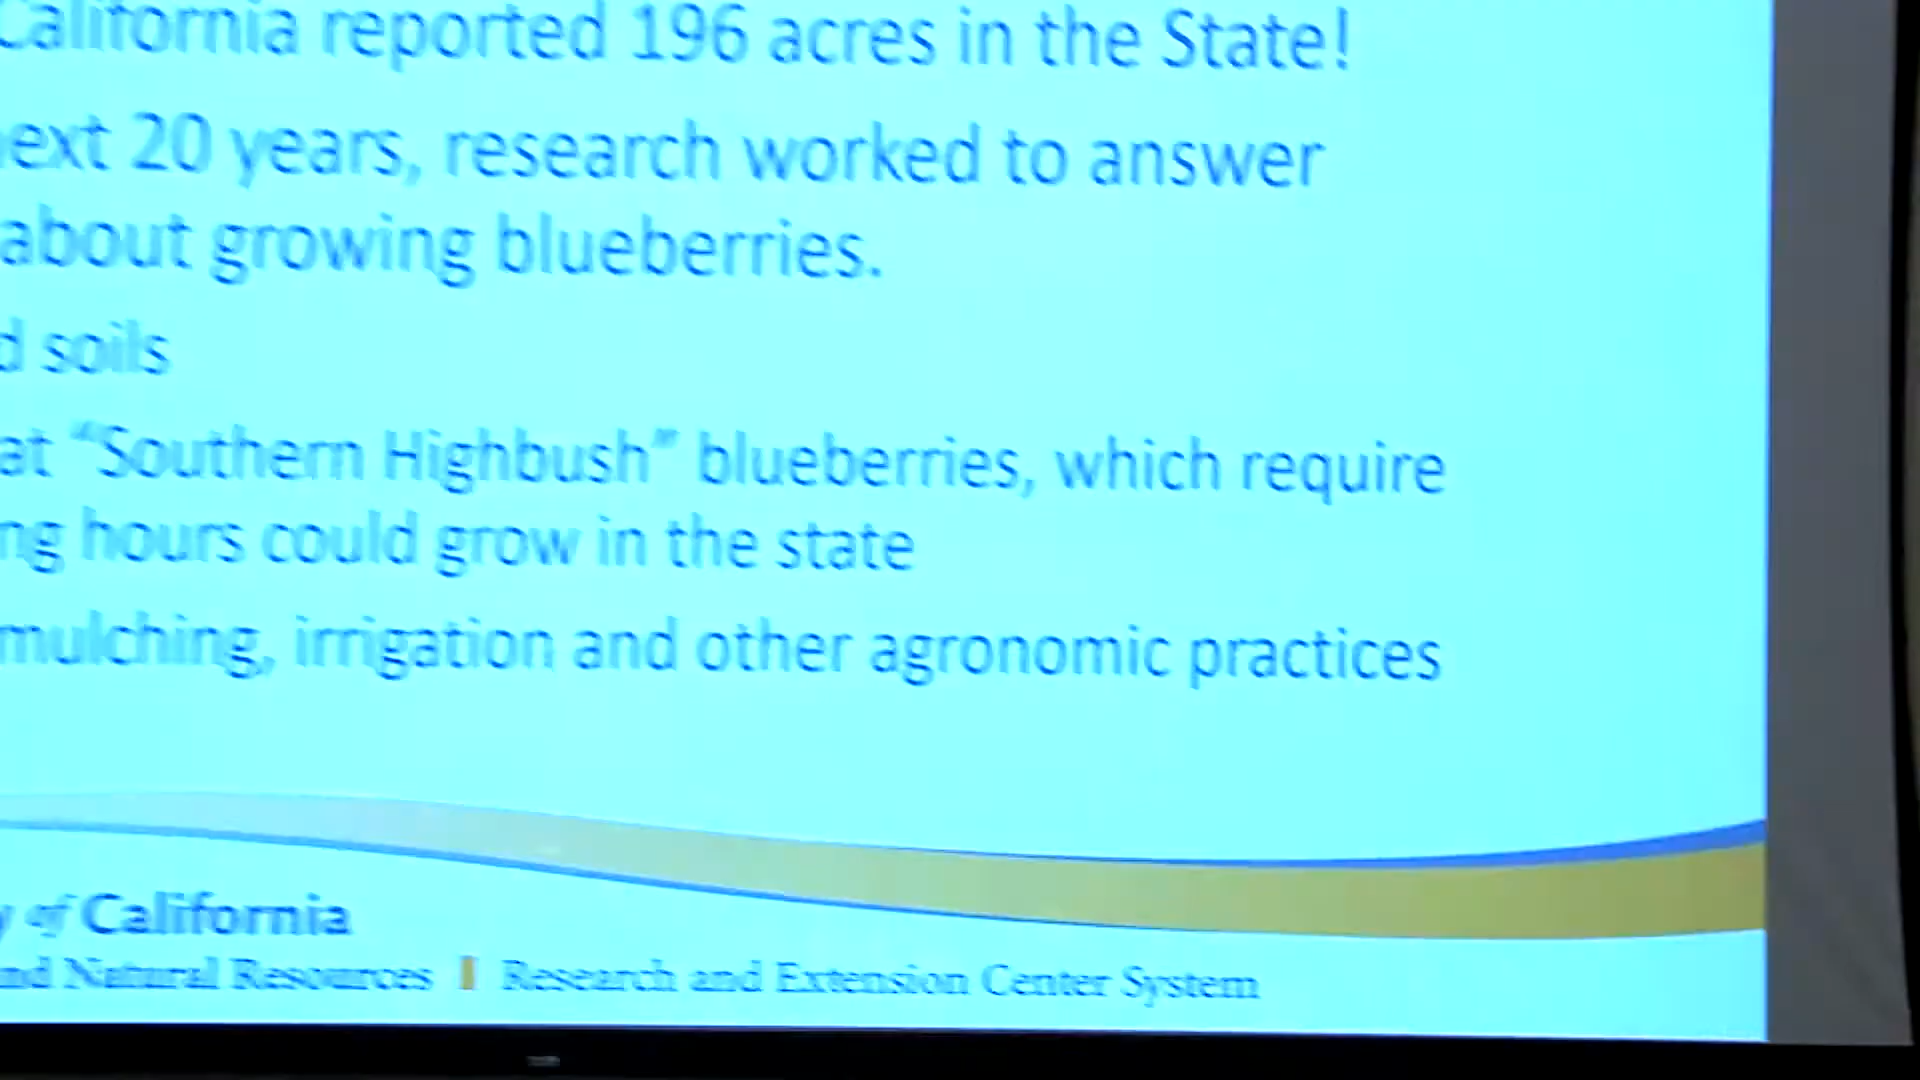 California reported 196 acres in the State!
next 20 years, research worked to answer
about growing blueberries.
d soils
at “Southern Highbush” blueberries, which require
ng hours could grow in the state
mulching, irrigation and other agronomic practices
y of California
nd Natural Resources | Research and Extension Center System